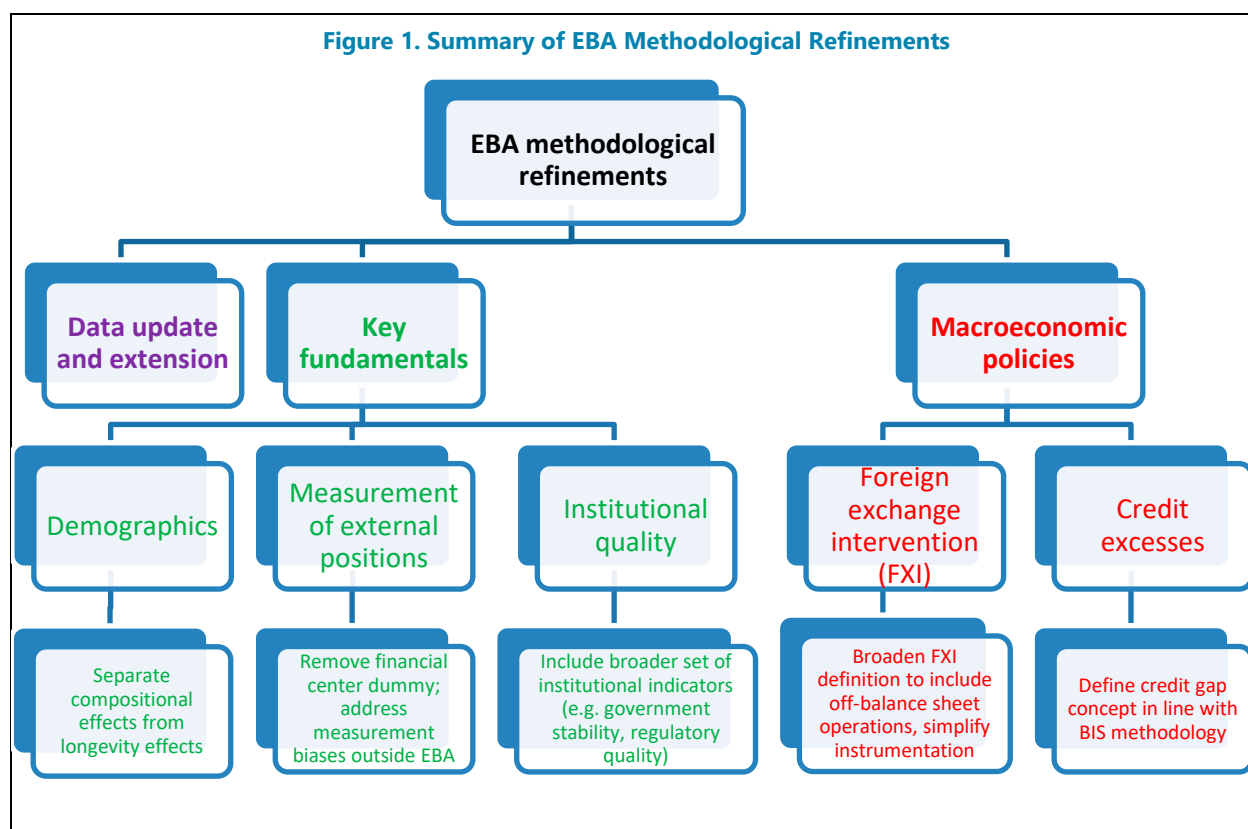 Figure 1. Summary of EBA Methodological Refinements
EBA methodological
refinements
Data update
and extension
Key
fundamentals
Macroeconomic
policies
Demographics
Measurement
of external
positions
Institutional
quality
Foreign
exchange
intervention
(FXI)
Credit
excesses
Separate
compositional
effects from
longevity effects
Remove financial
center dummy;
address
measurement
biases outside EBA
Include broader set of
institutional indicators
(e.g. government
stability, regulatory
quality)
Broaden FXI
definition to include
off-balance sheet
operations, simplify
instrumentation
Define credit gap
concept in line with
BIS methodology